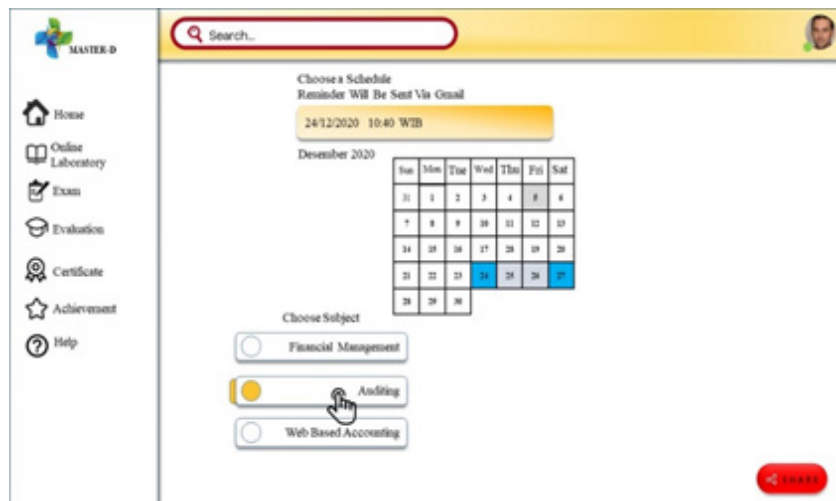 MASTER-D
Search...
Home
Online
Laboratory
Exam
Evaluation
Certificate
Achievement
Help
Choose a Schedule
Reminder Will Be Sent Via Gmail
24/12/2020 10:40 WIB
Desember 2020
Sun Mon Tue Wed Thu Fri Sat
31 1 2 3 4 5 6
7 8 9 10 11 12 13
14 15 16 17 18 19 20
21 22 23 24 25 26 27
28 29 30
Choose Subject
Financial Management
Auditing
Web Based Accounting
SHARE